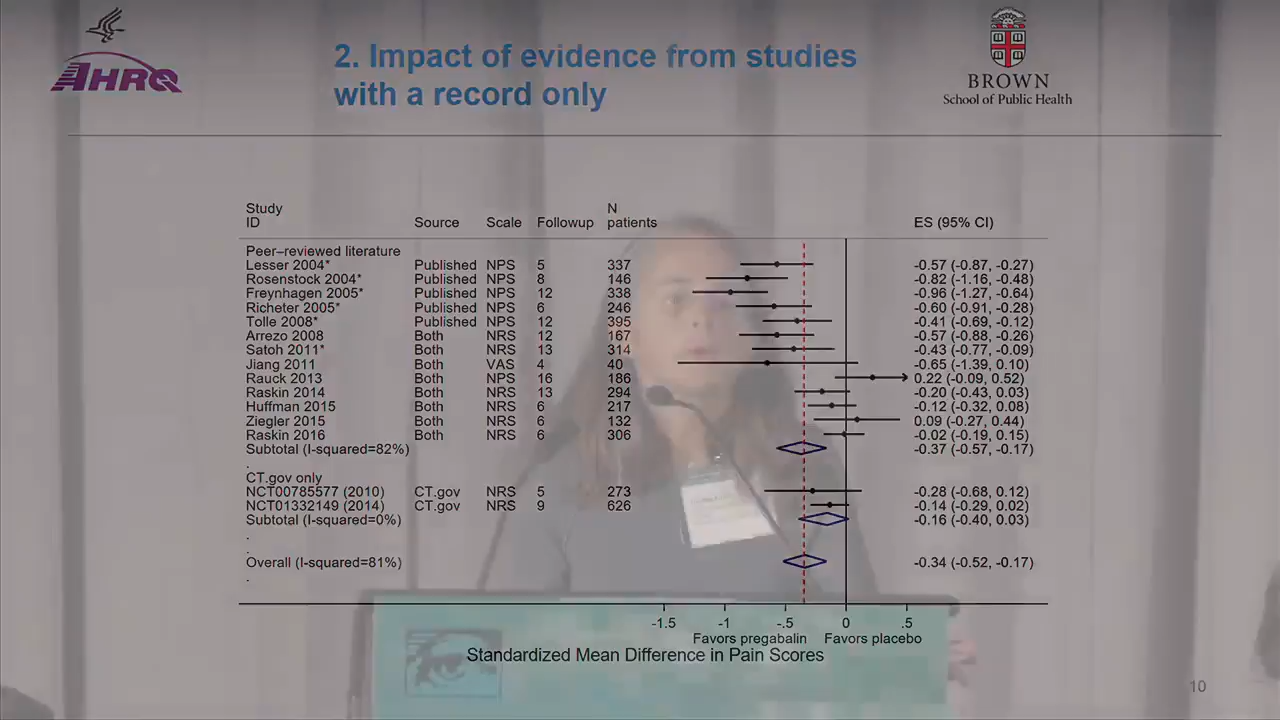 AHRQ
2. Impact of evidence from studies
with a record only
BROWN
School of Public Health
Study ID Source Scale Followup N patients ES (95% CI)
Peer–reviewed literature
Lesser 2004* Published NPS 5 337 -0.57 (-0.87, -0.27)
Rosenstock 2004* Published NPS 8 146 -0.82 (-1.16, -0.48)
Freynhagen 2005* Published NPS 12 338 -0.96 (-1.27, -0.64)
Richeter 2005* Published NPS 6 246 -0.60 (-0.91, -0.28)
Tolle 2008* Published NPS 12 395 -0.41 (-0.69, -0.12)
Arrezo 2008 Both NRS 12 167 -0.57 (-0.88, -0.26)
Satoh 2011* Both NRS 13 314 -0.43 (-0.77, -0.09)
Jiang 2011 Both VAS 4 40 -0.65 (-1.39, 0.10)
Rauck 2013 Both NPS 16 186 0.22 (-0.09, 0.52)
Raskin 2014 Both NRS 13 294 -0.20 (-0.43, 0.03)
Huffman 2015 Both NRS 6 217 -0.12 (-0.32, 0.08)
Ziegler 2015 Both NRS 6 132 0.09 (-0.27, 0.44)
Raskin 2016 Both NRS 6 306 -0.02 (-0.19, 0.15)
Subtotal (I-squared=82%) -0.37 (-0.57, -0.17)
.
CT.gov only
NCT00785577 (2010) CT.gov NRS 5 273 -0.28 (-0.68, 0.12)
NCT01332149 (2014) CT.gov NRS 9 626 -0.14 (-0.29, 0.02)
Subtotal (I-squared=0%) -0.16 (-0.40, 0.03)
.
.
Overall (I-squared=81%) -0.34 (-0.52, -0.17)
.
-1.5 -1 -.5 0 .5
Favors pregabalin Favors placebo
Standardized Mean Difference in Pain Scores
10